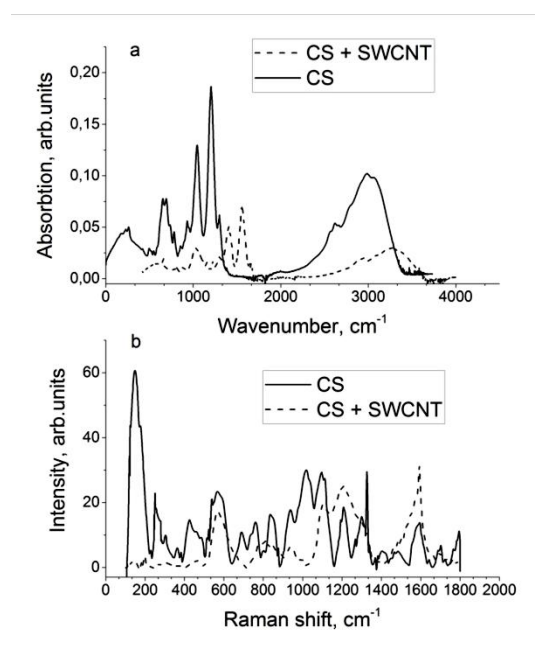 a
CS + SWCNT
CS
0,20
0,15
0,10
0,05
0,00
Absorbtion, arb.units
0 1000 2000 3000 4000
Wavenumber, cm-1
b
CS
CS + SWCNT
60
40
20
0
Intensity, arb.units
0 200 400 600 800 1000 1200 1400 1600 1800 2000
Raman shift, cm-1